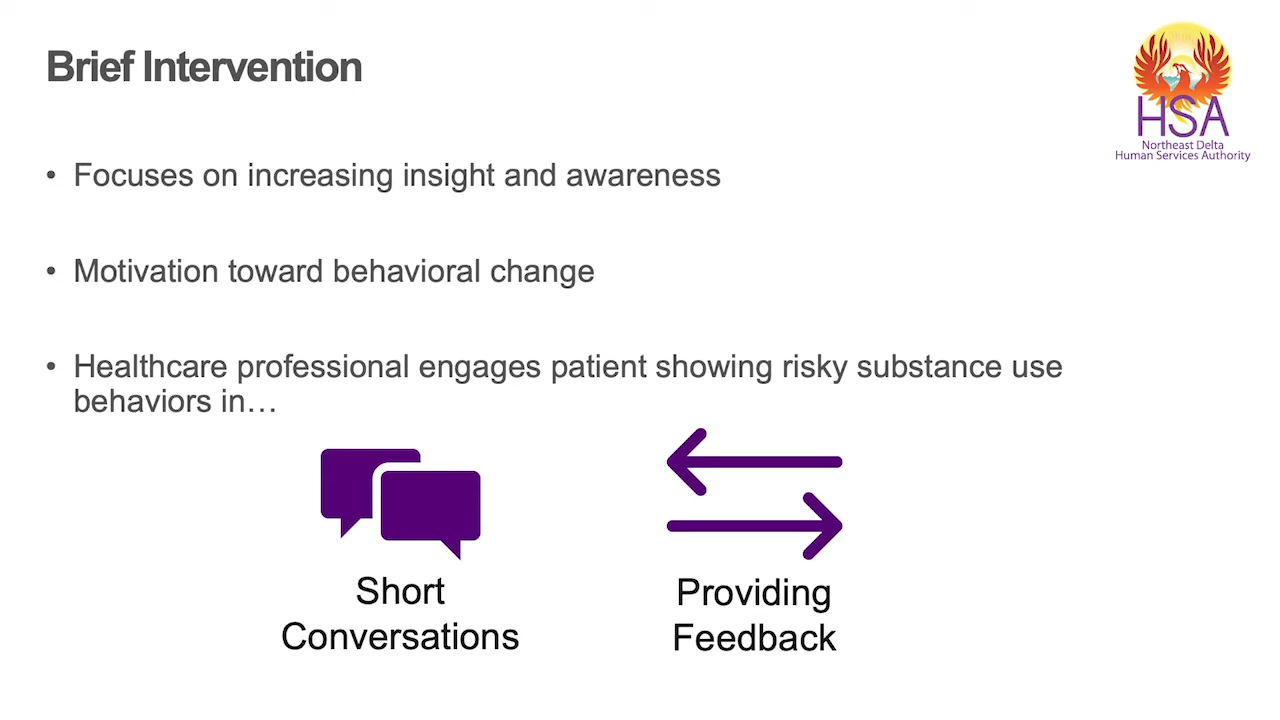 Brief Intervention
HSA
Northeast Delta
Human Services Authority
• Focuses on increasing insight and awareness
• Motivation toward behavioral change
• Healthcare professional engages patient showing risky substance use
behaviors in…
Short
Conversations
Providing
Feedback